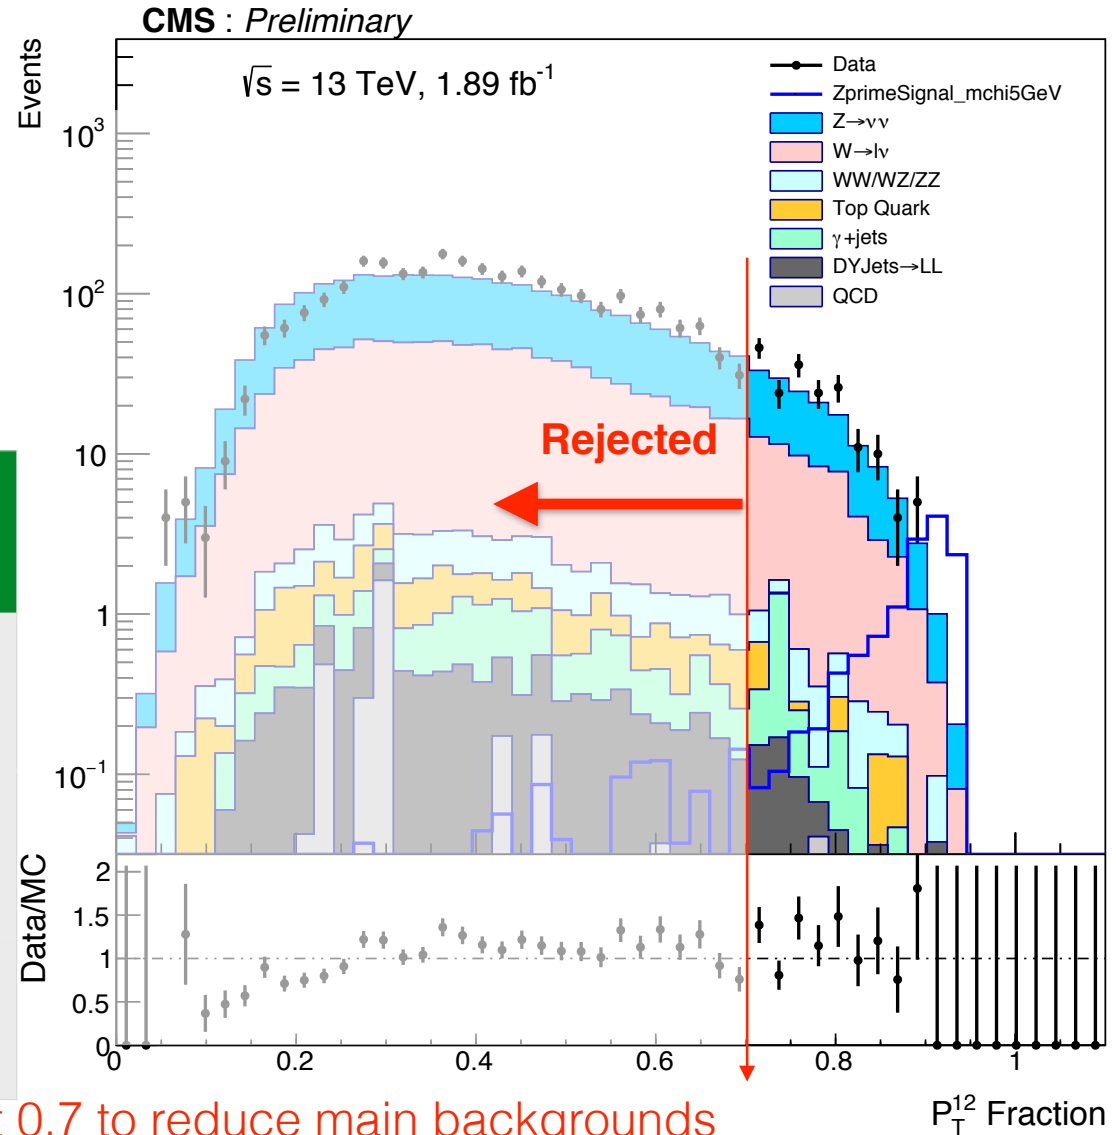 CMS : Preliminary
Events
√s = 13 TeV, 1.89 fb⁻¹
Data
ZprimeSignal_mchi5GeV
Z→νν
W→lν
WW/WZ/ZZ
Top Quark
γ+jets
DYJets→LL
QCD
10³
10²
10
1
10⁻¹
Rejected
Data/MC
2
1.5
1
0.5
0
0 0.2 0.4 0.6 0.8 1
P_T^12 Fraction
0.7 to reduce main backgrounds